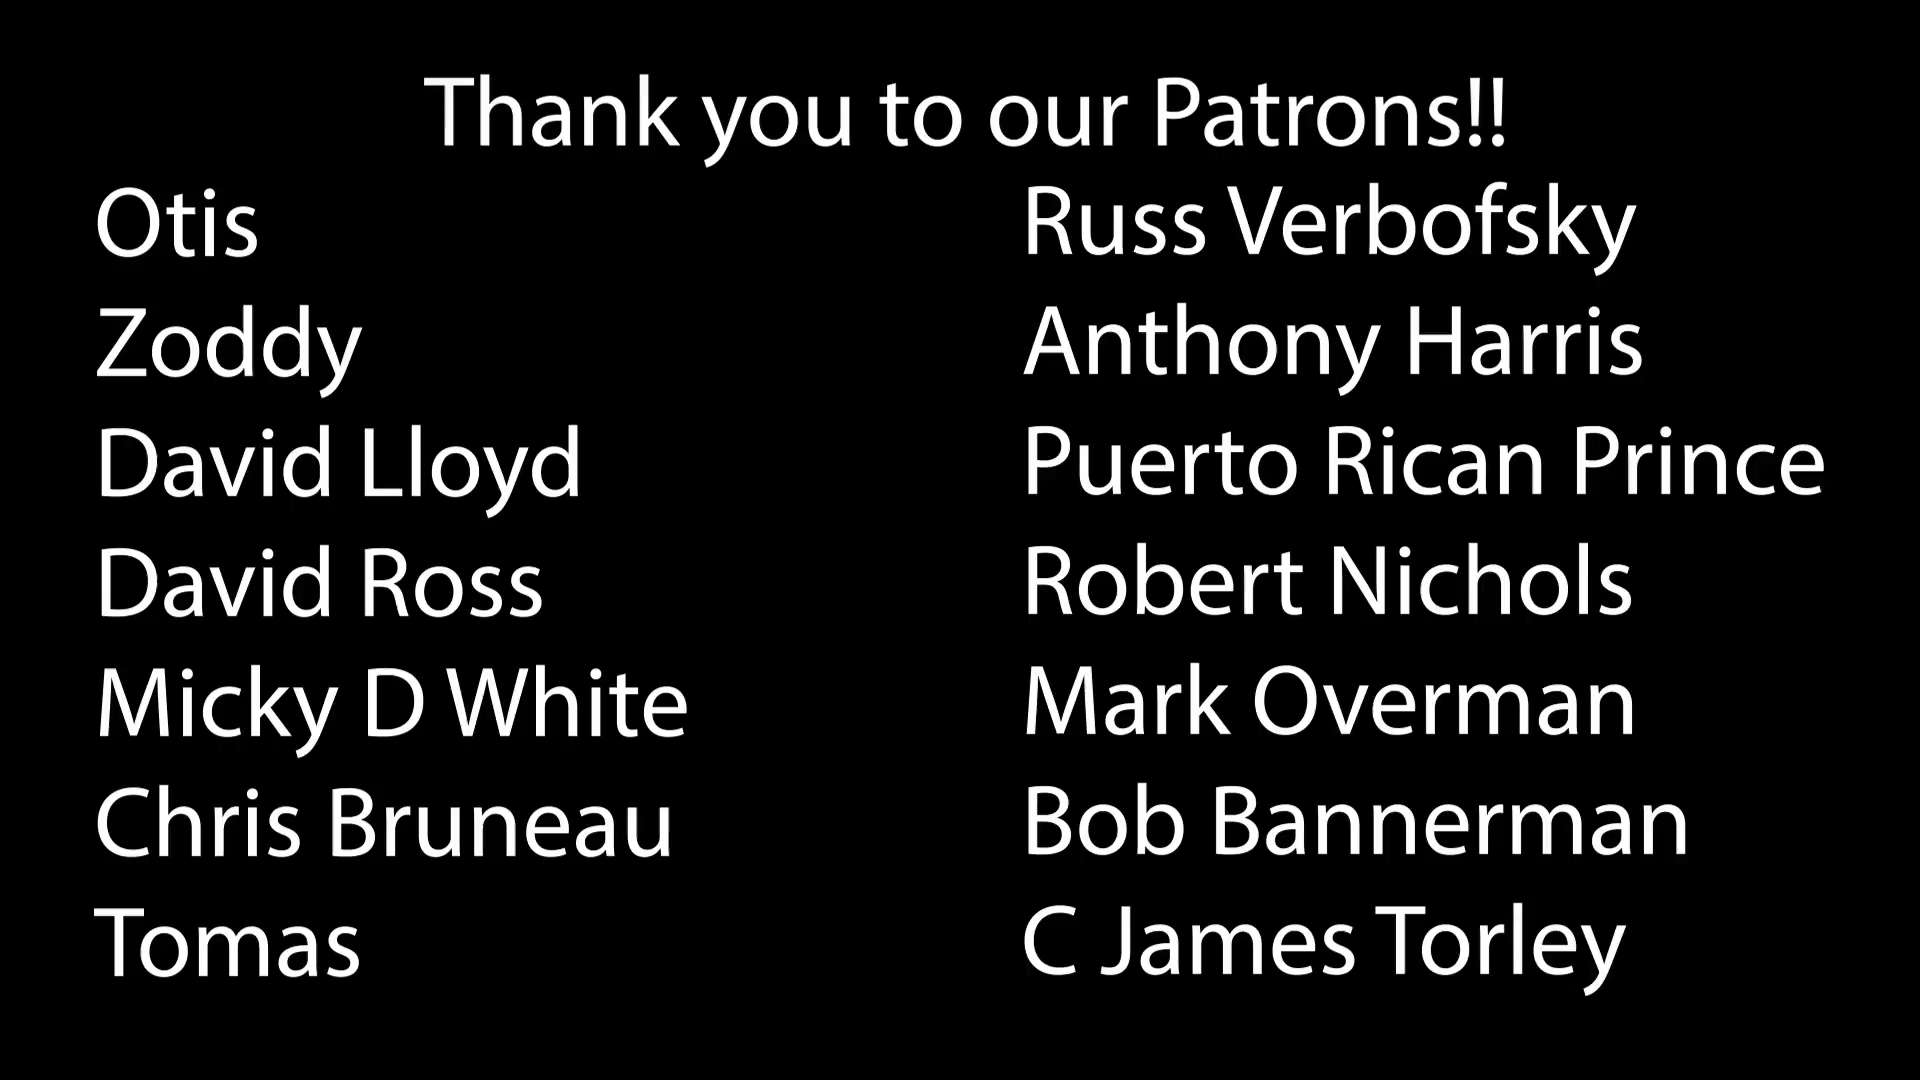 Thank you to our Patrons!!
Otis
Zoddy
David Lloyd
David Ross
Micky D White
Chris Bruneau
Tomas
Russ Verbofsky
Anthony Harris
Puerto Rican Prince
Robert Nichols
Mark Overman
Bob Bannerman
C James Torley